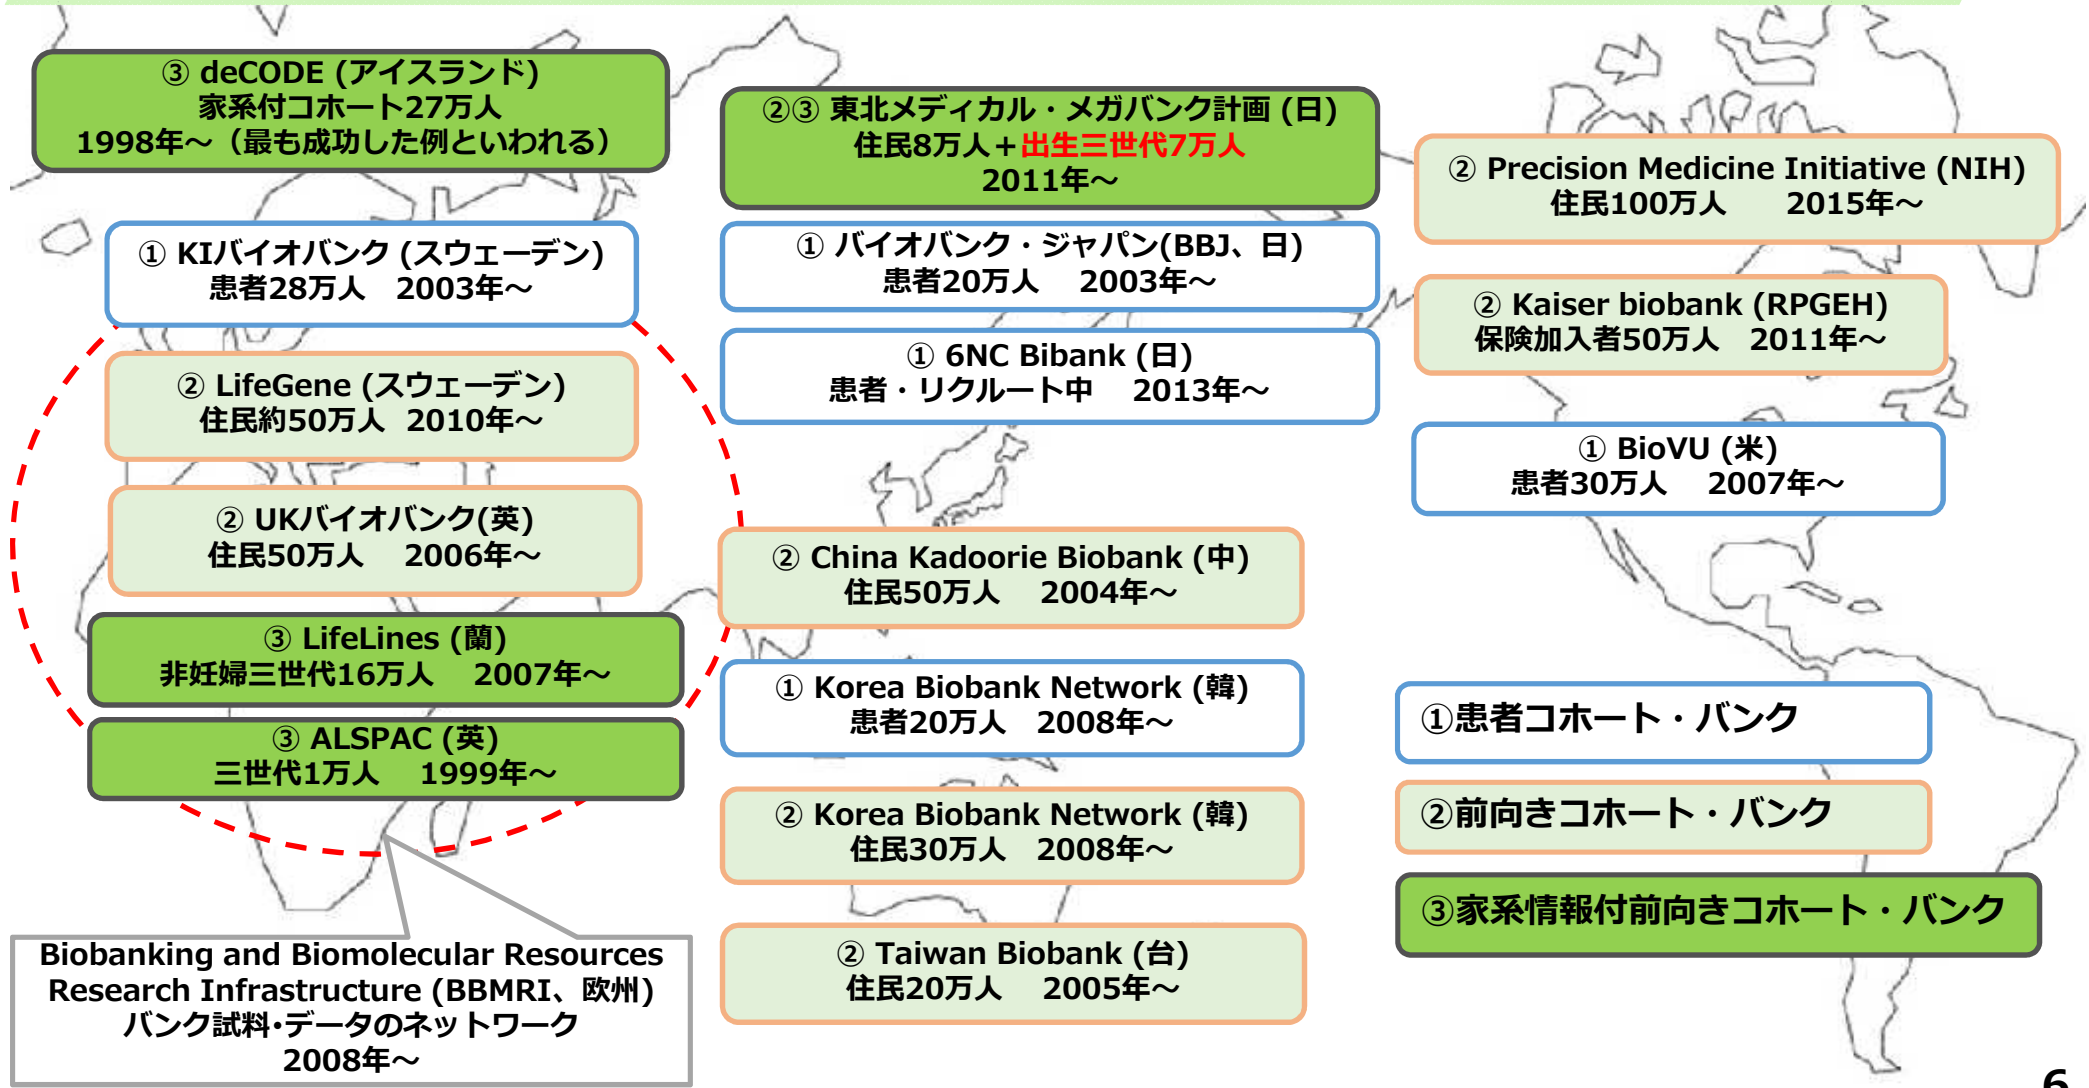 ③ deCODE (アイスランド)
家系付コホート27万人
1998年～（最も成功した例といわれる）
① KIバイオバンク (スウェーデン)
患者28万人 2003年～
② LifeGene (スウェーデン)
住民約50万人 2010年～
② UKバイオバンク(英)
住民50万人 2006年～
③ LifeLines (蘭)
非妊婦三世代16万人 2007年～
③ ALSPAC (英)
三世代1万人 1999年～
Biobanking and Biomolecular Resources
Research Infrastructure (BBMRI、欧州)
バンク試料・データのネットワーク
2008年～
②③ 東北メディカル・メガバンク計画 (日)
住民8万人＋出生三世代7万人
2011年～
① バイオバンク・ジャパン(BBJ、日)
患者20万人 2003年～
① 6NC Bibank (日)
患者・リクルート中 2013年～
② China Kadoorie Biobank (中)
住民50万人 2004年～
① Korea Biobank Network (韓)
患者20万人 2008年～
② Korea Biobank Network (韓)
住民30万人 2008年～
② Taiwan Biobank (台)
住民20万人 2005年～
② Precision Medicine Initiative (NIH)
住民100万人 2015年～
② Kaiser biobank (RPGEH)
保険加入者50万人 2011年～
① BioVU (米)
患者30万人 2007年～
①患者コホート・バンク
②前向きコホート・バンク
③家系情報付前向きコホート・バンク
6